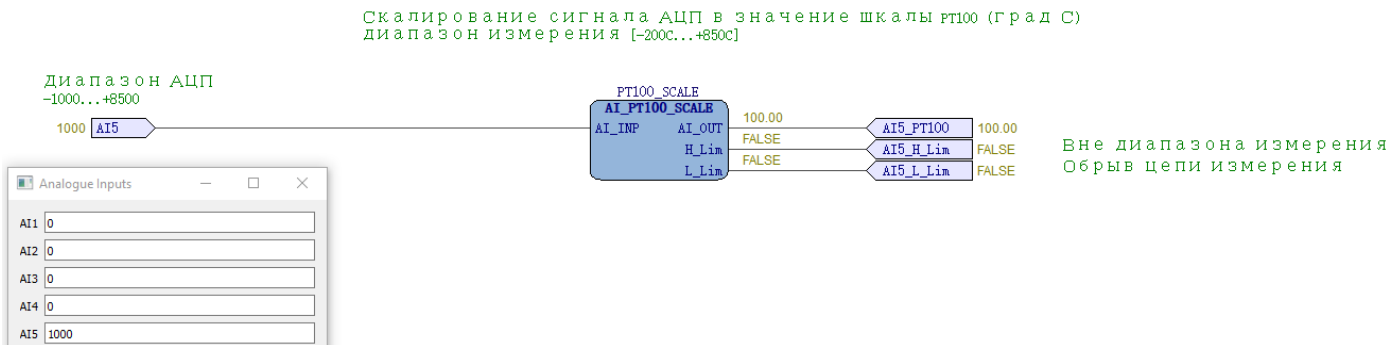 Скалирование сигнала АЦП в значение шкалы PT100 (град С)
диапазон измерения [-200C...+850C]
Диапазон АЦП
-1000...+8500
PT100_SCALE
AI_PT100_SCALE
1000 AI5
AI_INP AI_OUT 100.00 AI5_PT100 100.00
H_Lim FALSE AI5_H_Lim FALSE Вне диапазона измерения
L_Lim FALSE AI5_L_Lim FALSE Обрыв цепи измерения
Analogue Inputs
AI1 0
AI2 0
AI3 0
AI4 0
AI5 1000